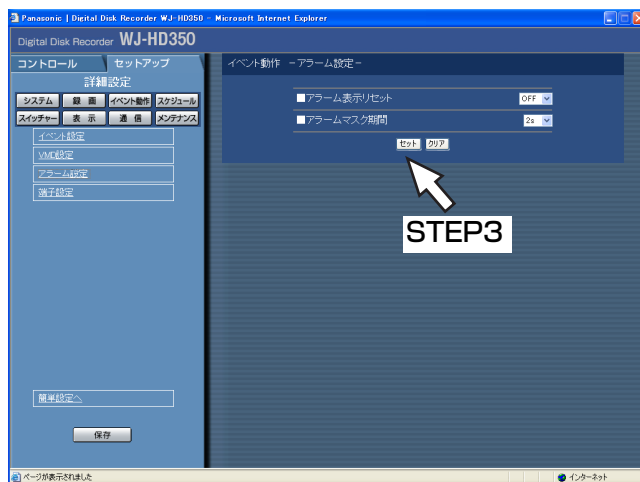 Panasonic | Digital Disk Recorder WJ-HD350 - Microsoft Internet Explorer
Digital Disk Recorder WJ-HD350
コントロール セットアップ
詳細設定
システム 録 画 イベント動作 スケジュール
スイッチャー 表 示 通 信 メンテナンス
イベント設定
VMD設定
アラーム設定
端子設定
簡単設定へ
保存
イベント動作 －アラーム設定－
■アラーム表示リセット OFF
■アラームマスク期間 2s
セット クリア
STEP3
ページが表示されました インターネット